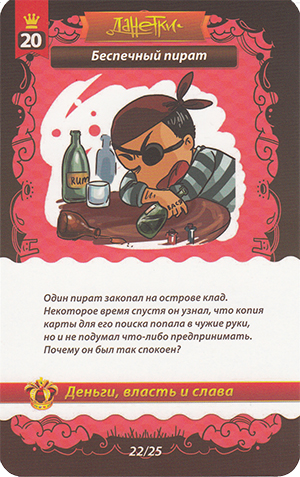 20
Данетки
Беспечный пират
RUM
Один пират закопал на острове клад.
Некоторое время спустя он узнал, что копия
карты для его поиска попала в чужие руки,
но и не подумал что-либо предпринимать.
Почему он был так спокоен?
Деньги, власть и слава
22/25